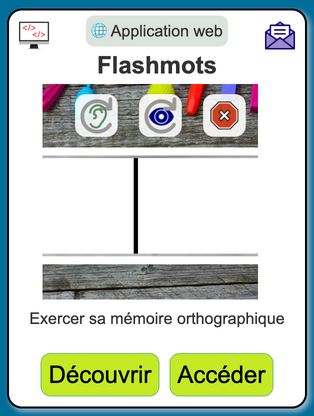 Application web
Flashmots
Exercer sa mémoire orthographique
Découvrir
Accéder